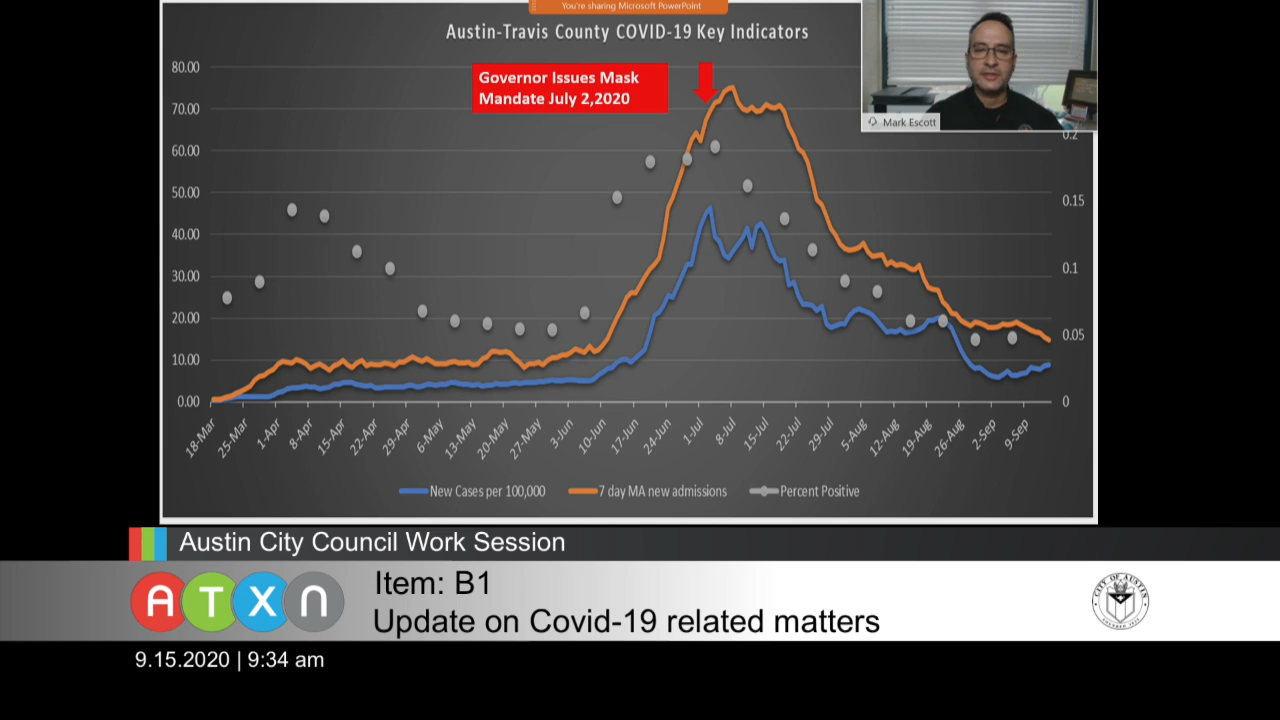 You're sharing Microsoft PowerPoint
Austin-Travis County COVID-19 Key Indicators
Governor Issues Mask
Mandate July 2,2020
Mark Escott
80.00
70.00
60.00
50.00
40.00
30.00
20.00
10.00
0.00
0.2
0.15
0.1
0.05
0
18-Mar
25-Mar
1-Apr
8-Apr
15-Apr
22-Apr
29-Apr
6-May
13-May
20-May
27-May
3-Jun
10-Jun
17-Jun
24-Jun
1-Jul
8-Jul
15-Jul
22-Jul
29-Jul
5-Aug
12-Aug
19-Aug
26-Aug
2-Sep
9-Sep
New Cases per 100,000 7 day MA new admissions Percent Positive
Austin City Council Work Session
ATXN
Item: B1
Update on Covid-19 related matters
CITY OF AUSTIN
9.15.2020 | 9:34 am